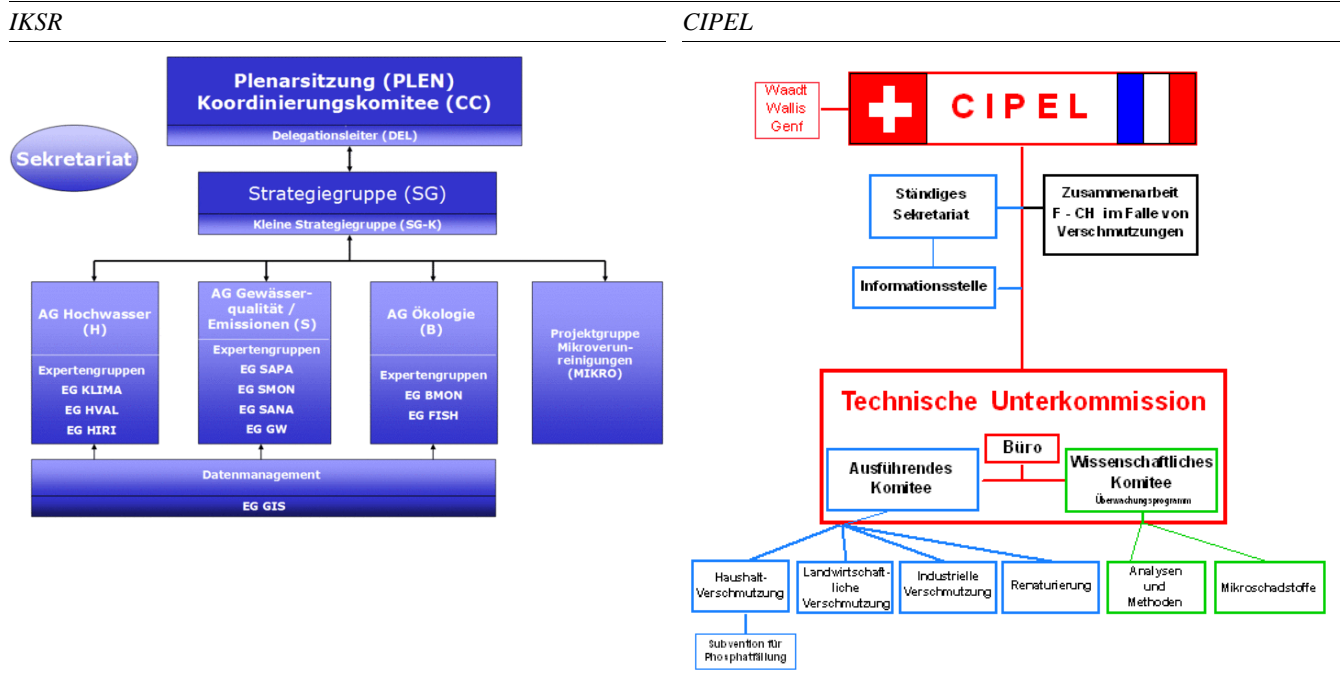 IKSR
Plenarsitzung (PLEN)
Koordinierungskomitee (CC)
Delegationsleiter (DEL)
Sekretariat
Strategiegruppe (SG)
Kleine Strategiegruppe (SG-K)
AG Hochwasser
(H)
Expertengruppen
EG KLIMA
EG HVAL
EG HIRI
AG Gewässer-
qualität /
Emissionen (S)
Expertengruppen
EG SAPA
EG SMON
EG SANA
EG GW
AG Ökologie
(B)
Expertengruppen
EG BMON
EG FISH
Projektgruppe
Mikroverun-
reinigungen
(MIKRO)
Datenmanagement
EG GIS
CIPEL
Waadt
Wallis
Genf
CIPEL
Ständiges
Sekretariat
Zusammenarbeit
F - CH im Falle von
Verschmutzungen
Informationsstelle
Technische Unterkommission
Büro
Ausführendes
Komitee
Wissenschaftliches
Komitee
Überwachungsprogramm
Haushalt-
Verschmutzung
Landwirtschaft-
liche
Verschmutzung
Industrielle
Verschmutzung
Renaturierung
Analysen
und
Methoden
Mikroschadstoffe
Subvention für
Phosphatfällung